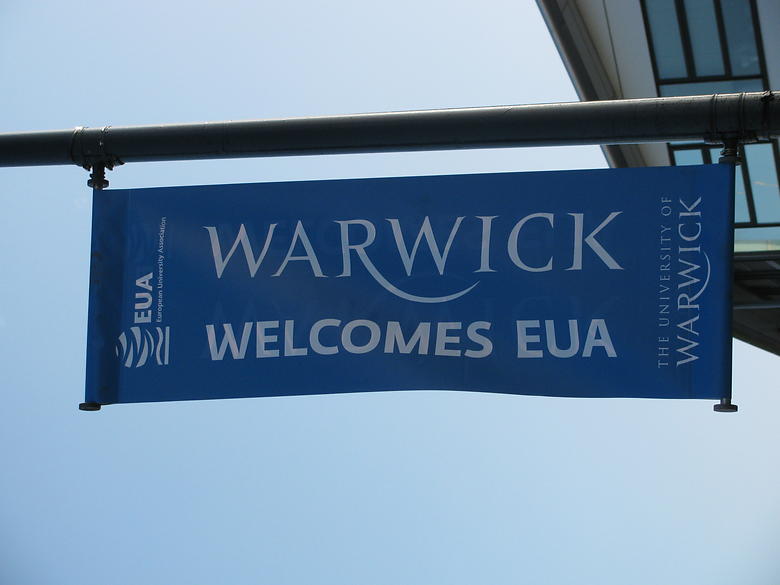 EUA
European University Association
WARWICK
WELCOMES EUA
THE UNIVERSITY OF
WARWICK